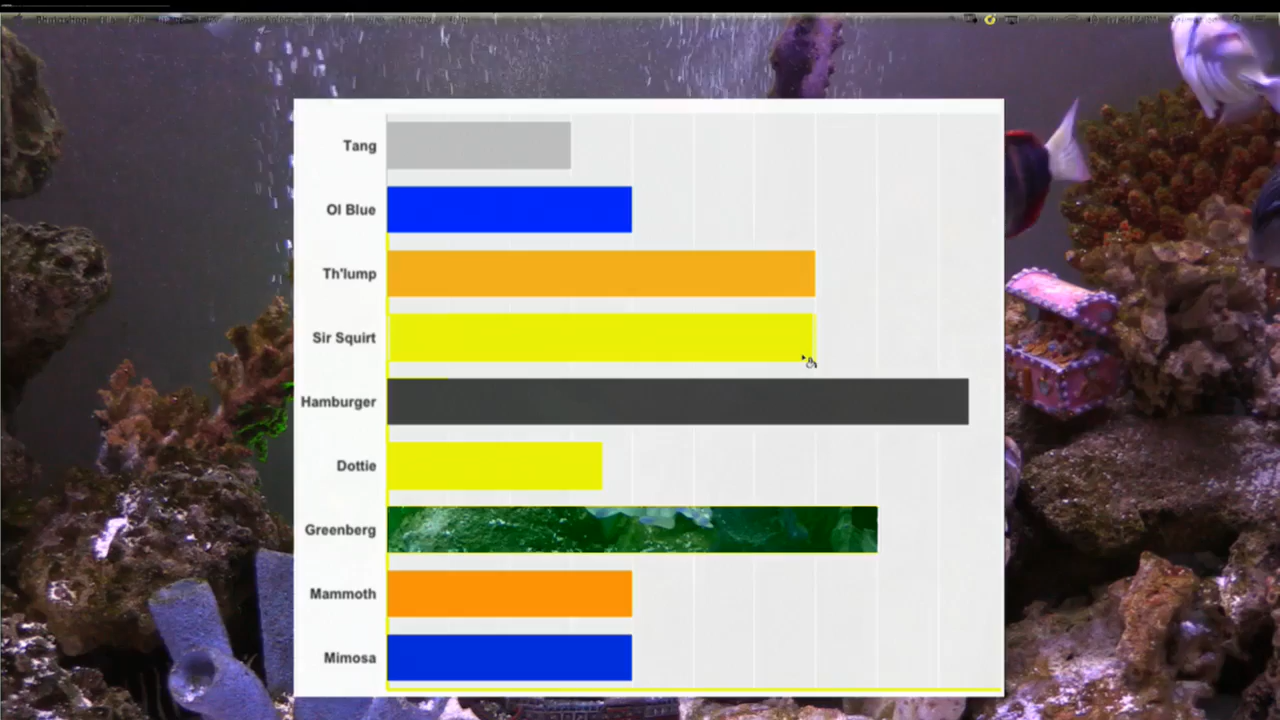 Tang
Ol Blue
Th'lump
Sir Squirt
Hamburger
Dottie
Greenberg
Mammoth
Mimosa